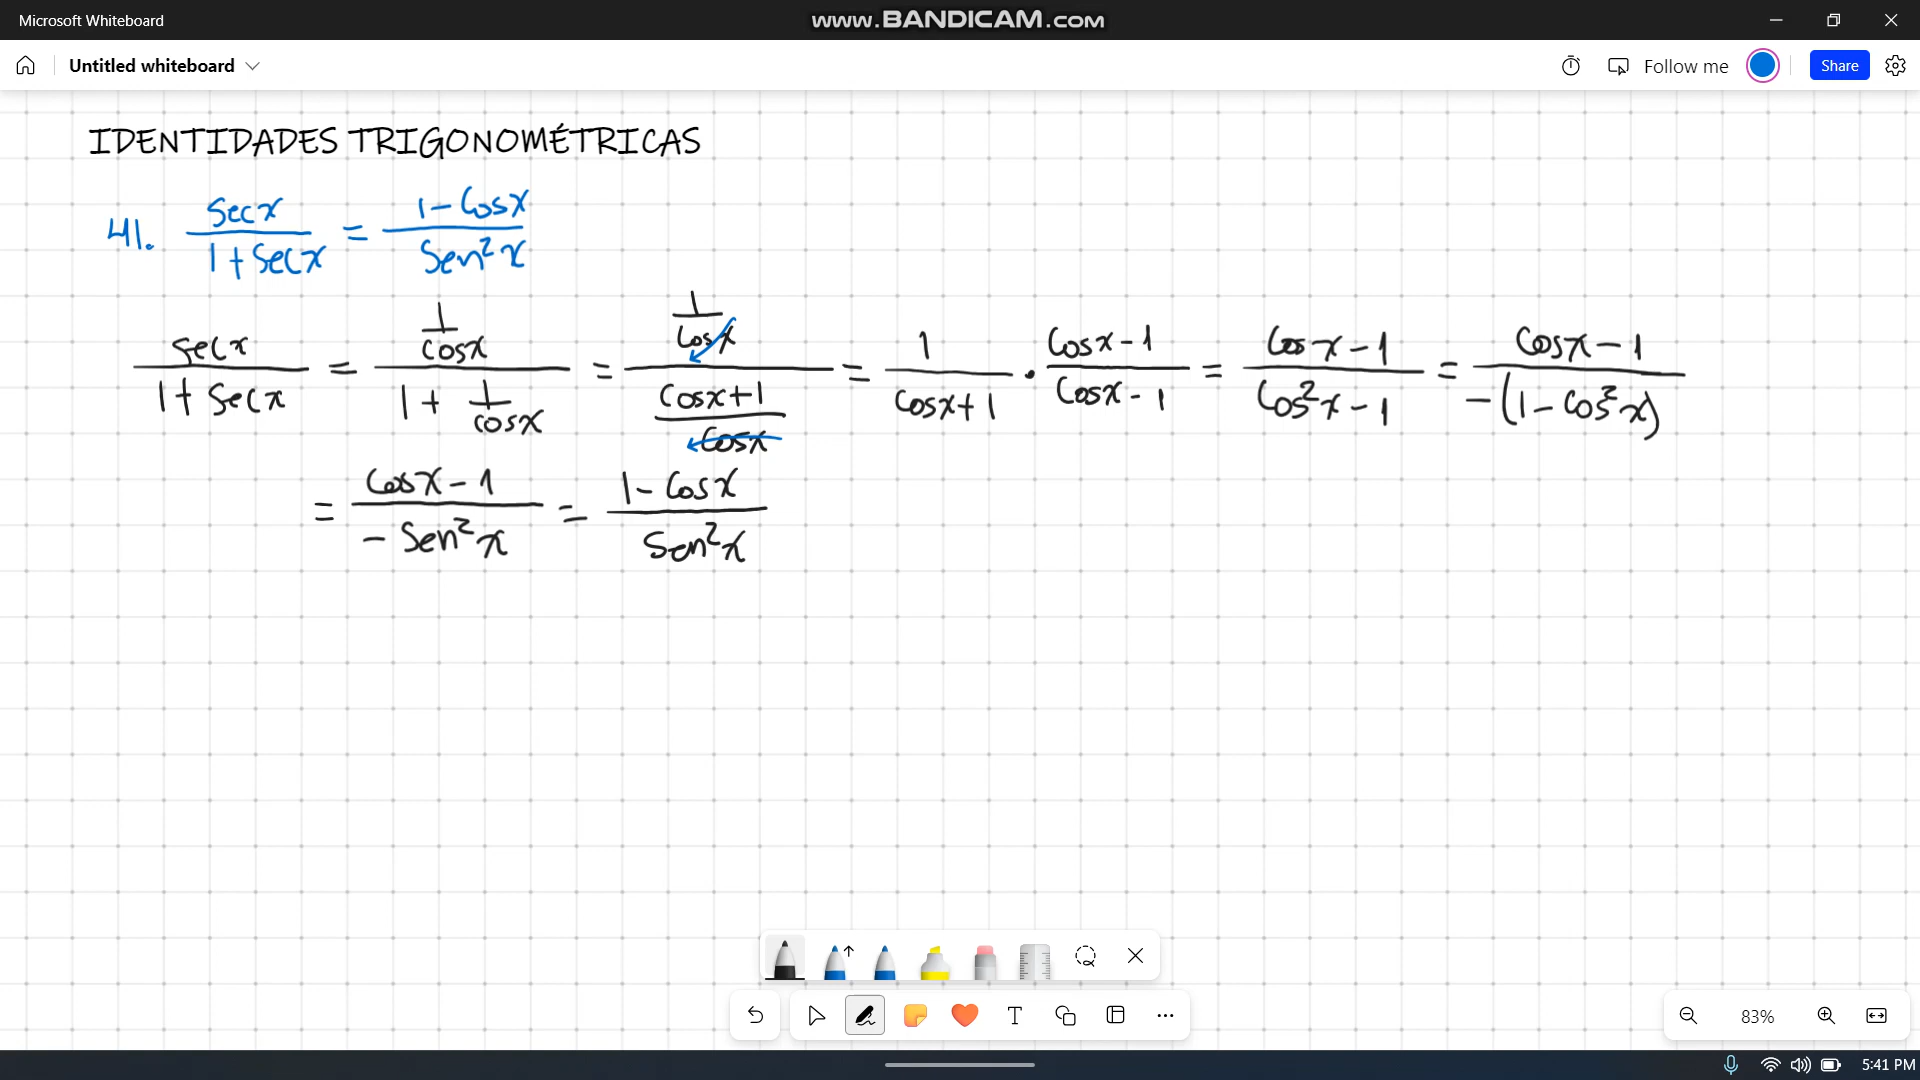 Microsoft Whiteboard
www.BANDICAM.com
Untitled whiteboard
Follow me
Share
IDENTIDADES TRIGONOMÉTRICAS
41. Secx / (1 + Secx) = (1 - Cosx) / Sen²x
secx / (1 + Secx) = (1 / cosx) / (1 + 1 / cosx) = (1 / Cosx) / ((Cosx+1) / Cosx) = 1 / (Cosx+1) · (Cosx - 1) / (Cosx - 1) = (Cosx - 1) / (Cos²x - 1) = (Cosx - 1) / (-(1 - Cos²x))
= (Cosx - 1) / (- Sen²x) = (1 - Cosx) / (Sen²x)
83%
5:41 PM